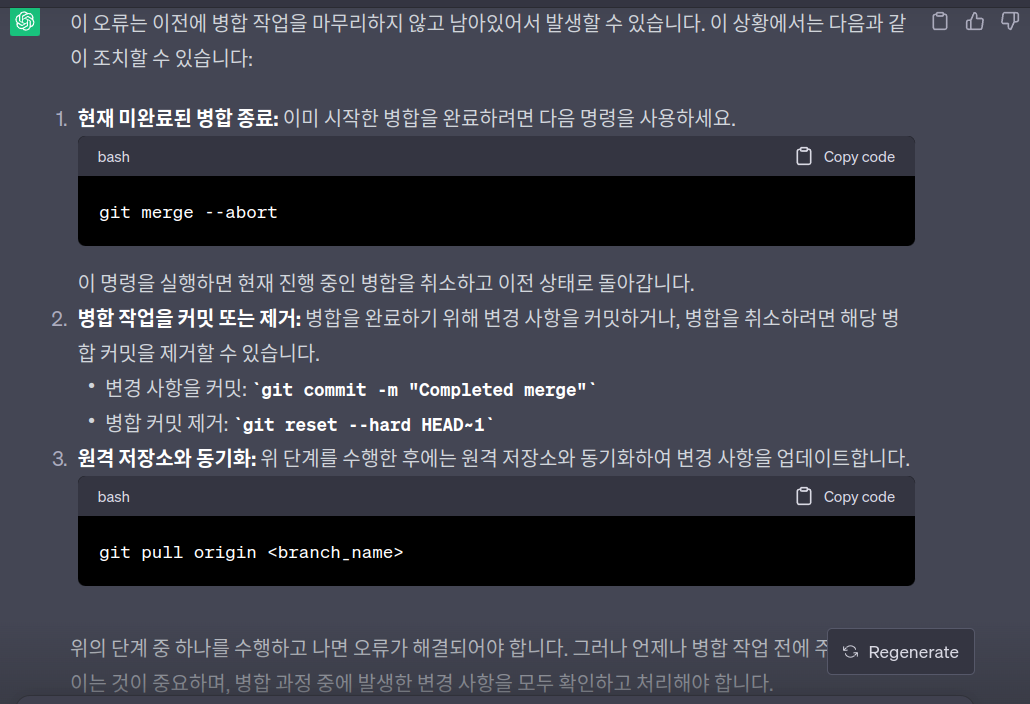 이 오류는 이전에 병합 작업을 마무리하지 않고 남아있어서 발생할 수 있습니다. 이 상황에서는 다음과 같
이 조치할 수 있습니다:
1. 현재 미완료된 병합 종료: 이미 시작한 병합을 완료하려면 다음 명령을 사용하세요.
bash Copy code
git merge --abort
이 명령을 실행하면 현재 진행 중인 병합을 취소하고 이전 상태로 돌아갑니다.
2. 병합 작업을 커밋 또는 제거: 병합을 완료하기 위해 변경 사항을 커밋하거나, 병합을 취소하려면 해당 병
합 커밋을 제거할 수 있습니다.
• 변경 사항을 커밋: `git commit -m "Completed merge"`
• 병합 커밋 제거: `git reset --hard HEAD~1`
3. 원격 저장소와 동기화: 위 단계를 수행한 후에는 원격 저장소와 동기화하여 변경 사항을 업데이트합니다.
bash Copy code
git pull origin <branch_name>
위의 단계 중 하나를 수행하고 나면 오류가 해결되어야 합니다. 그러나 언제나 병합 작업 전에 주
Regenerate
이는 것이 중요하며, 병합 과정 중에 발생한 변경 사항을 모두 확인하고 처리해야 합니다.